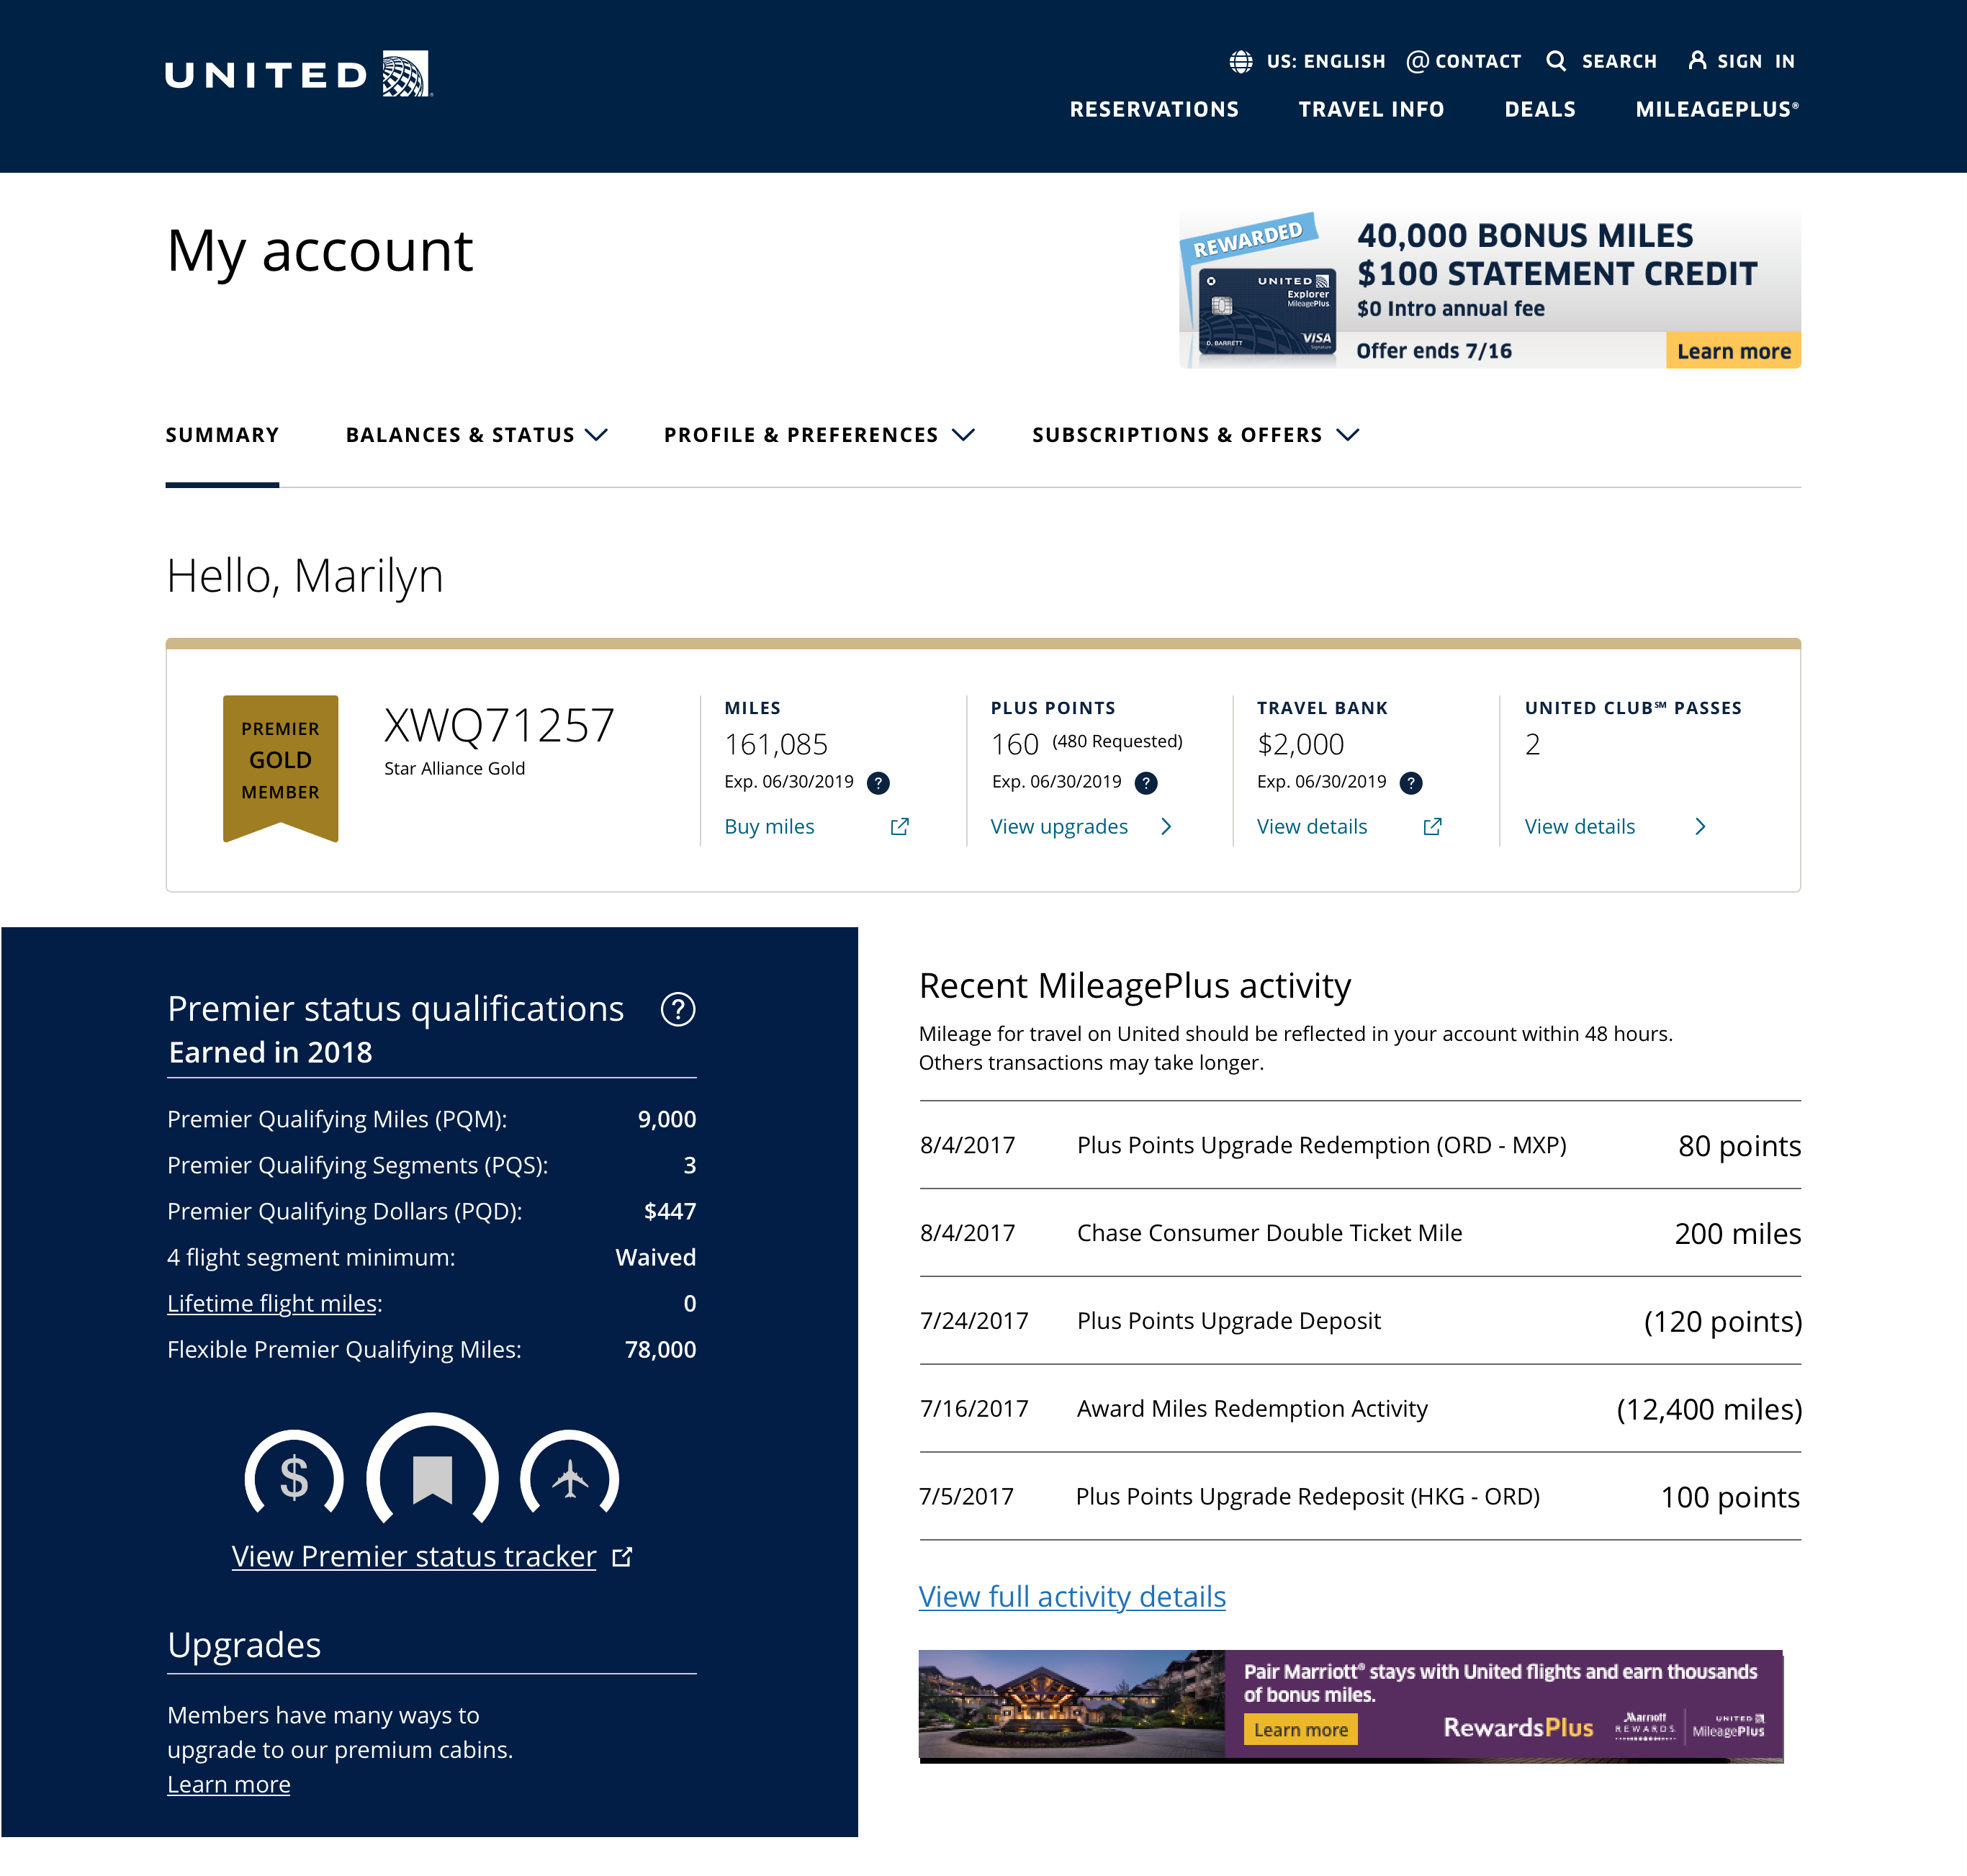 UNITED
US: ENGLISH @ CONTACT SEARCH SIGN IN
RESERVATIONS TRAVEL INFO DEALS MILEAGEPLUS®
My account
REWARDED
UNITED
Explorer
MileagePlus
D. BARRETT
VISA
Signature
40,000 BONUS MILES
$100 STATEMENT CREDIT
$0 Intro annual fee
Offer ends 7/16
Learn more
SUMMARY BALANCES & STATUS PROFILE & PREFERENCES SUBSCRIPTIONS & OFFERS
Hello, Marilyn
PREMIER
GOLD
MEMBER
XWQ71257
Star Alliance Gold
MILES
161,085
Exp. 06/30/2019 ?
Buy miles
PLUS POINTS
160 (480 Requested)
Exp. 06/30/2019 ?
View upgrades
TRAVEL BANK
$2,000
Exp. 06/30/2019 ?
View details
UNITED CLUB℠ PASSES
2
View details
Premier status qualifications ?
Earned in 2018
Premier Qualifying Miles (PQM): 9,000
Premier Qualifying Segments (PQS): 3
Premier Qualifying Dollars (PQD): $447
4 flight segment minimum: Waived
Lifetime flight miles: 0
Flexible Premier Qualifying Miles: 78,000
$
View Premier status tracker
Upgrades
Members have many ways to
upgrade to our premium cabins.
Learn more
Recent MileagePlus activity
Mileage for travel on United should be reflected in your account within 48 hours.
Others transactions may take longer.
8/4/2017 Plus Points Upgrade Redemption (ORD - MXP) 80 points
8/4/2017 Chase Consumer Double Ticket Mile 200 miles
7/24/2017 Plus Points Upgrade Deposit (120 points)
7/16/2017 Award Miles Redemption Activity (12,400 miles)
7/5/2017 Plus Points Upgrade Redeposit (HKG - ORD) 100 points
View full activity details
Pair Marriott® stays with United flights and earn thousands
of bonus miles.
Learn more
RewardsPlus
Marriott
REWARDS.
UNITED
MileagePlus